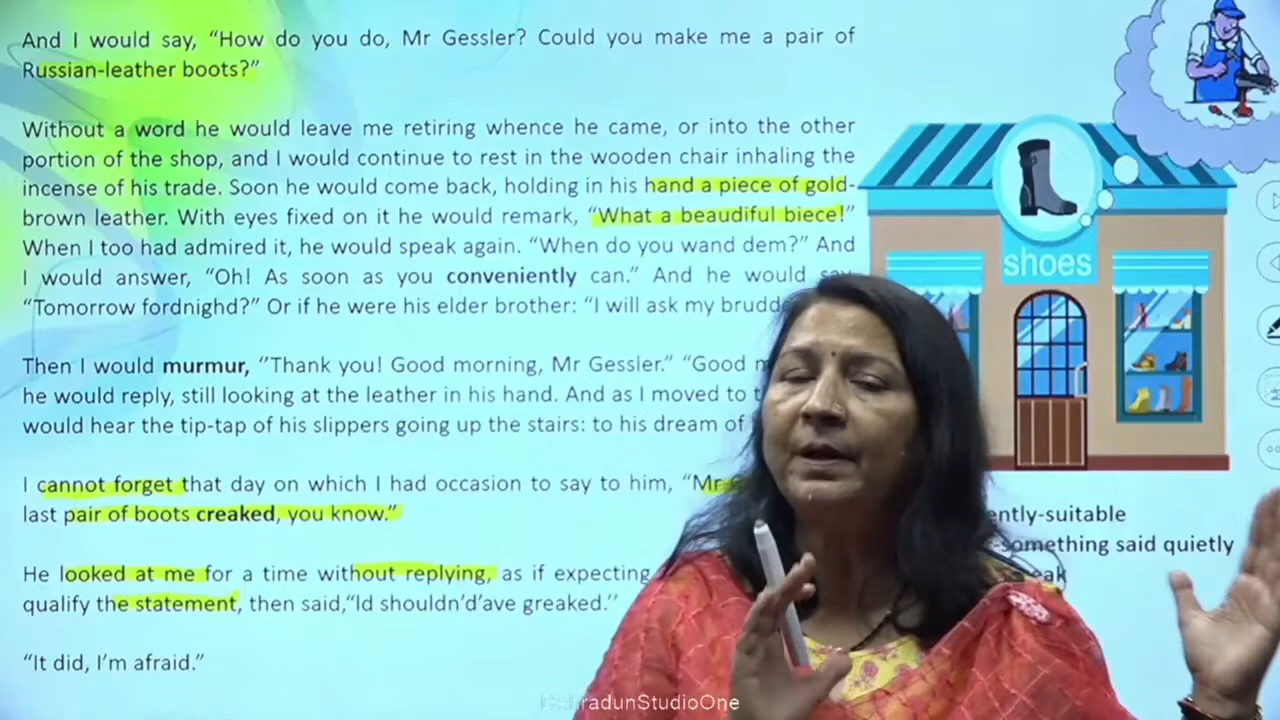 And I would say, “How do you do, Mr Gessler? Could you make me a pair of
Russian-leather boots?”
Without a word he would leave me retiring whence he came, or into the other
portion of the shop, and I would continue to rest in the wooden chair inhaling the
incense of his trade. Soon he would come back, holding in his hand a piece of gold-
brown leather. With eyes fixed on it he would remark, “What a beaudiful biece!”
When I too had admired it, he would speak again. “When do you wand dem?” And
I would answer, “Oh! As soon as you conveniently can.” And he would say,
“Tomorrow fordnighd?” Or if he were his elder brother: “I will ask my brudd
Then I would murmur, ‘’Thank you! Good morning, Mr Gessler.” “Good
he would reply, still looking at the leather in his hand. And as I moved to
would hear the tip-tap of his slippers going up the stairs: to his dream of
I cannot forget that day on which I had occasion to say to him, “Mr
last pair of boots creaked, you know.”
He looked at me for a time without replying, as if expecting
qualify the statement, then said,“Id shouldn’d’ave greaked.’’
“It did, I’m afraid.”
shoes
ently-suitable
-something said quietly
eak
DehradunStudioOne